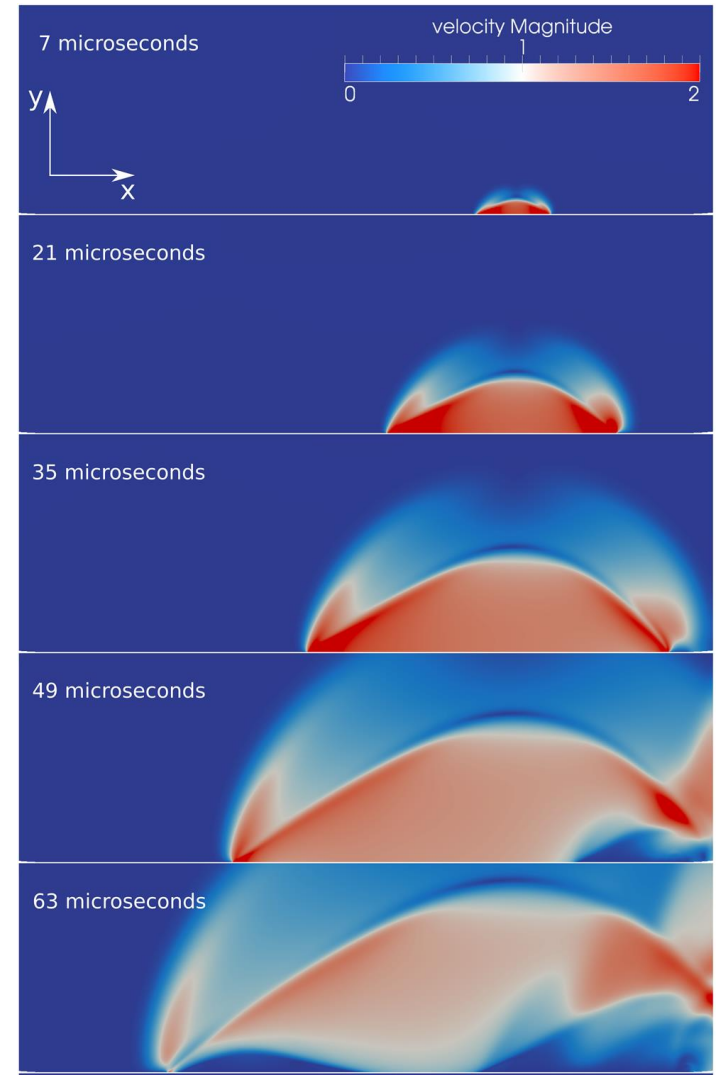 7 microseconds
velocity Magnitude
1
0 2
y
x
21 microseconds
35 microseconds
49 microseconds
63 microseconds